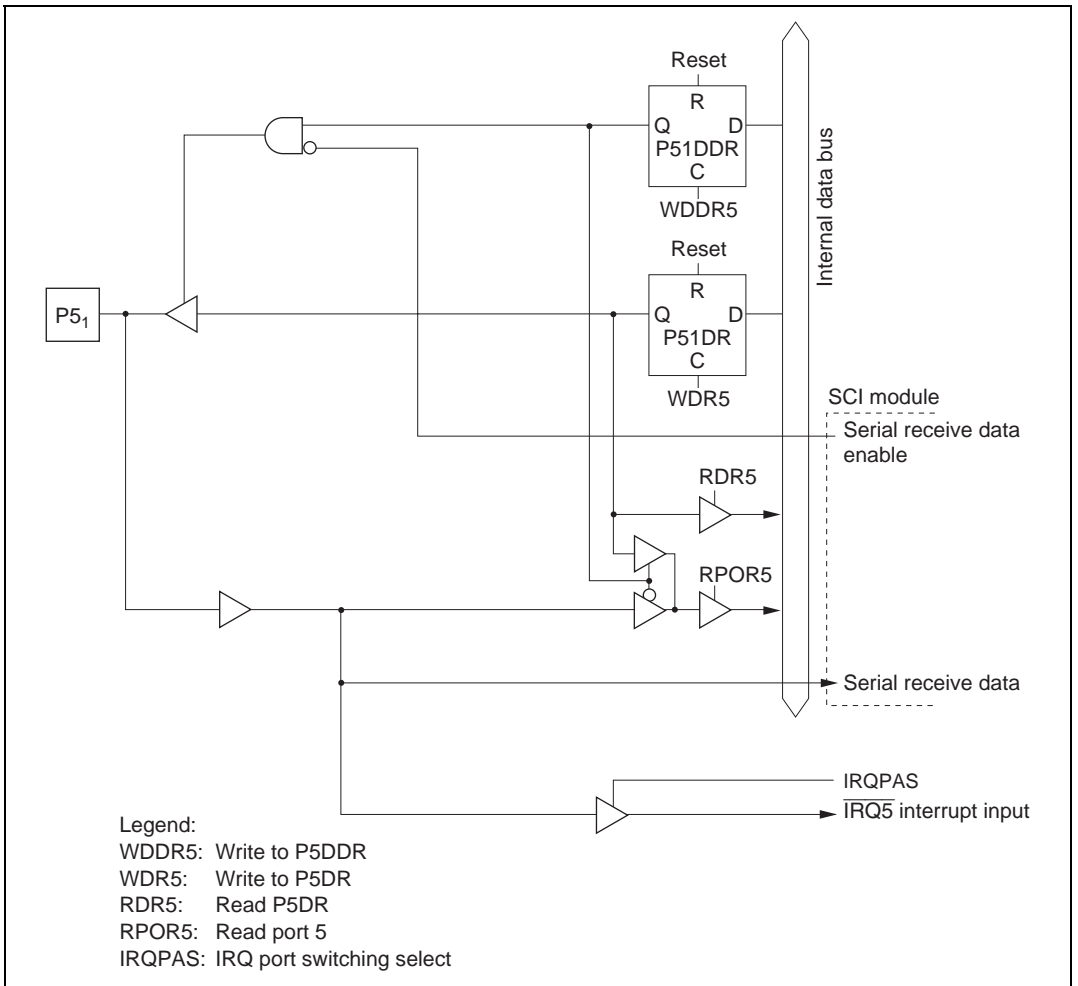 Reset
R
Q D
P51DDR
C
WDDR5
Internal data bus
Reset
R
Q D
P51DR
C
WDR5
P5₁
SCI module
Serial receive data
enable
RDR5
RPOR5
Serial receive data
IRQPAS
I̅R̅Q̅5̅ interrupt input
Legend:
WDDR5: Write to P5DDR
WDR5: Write to P5DR
RDR5: Read P5DR
RPOR5: Read port 5
IRQPAS: IRQ port switching select